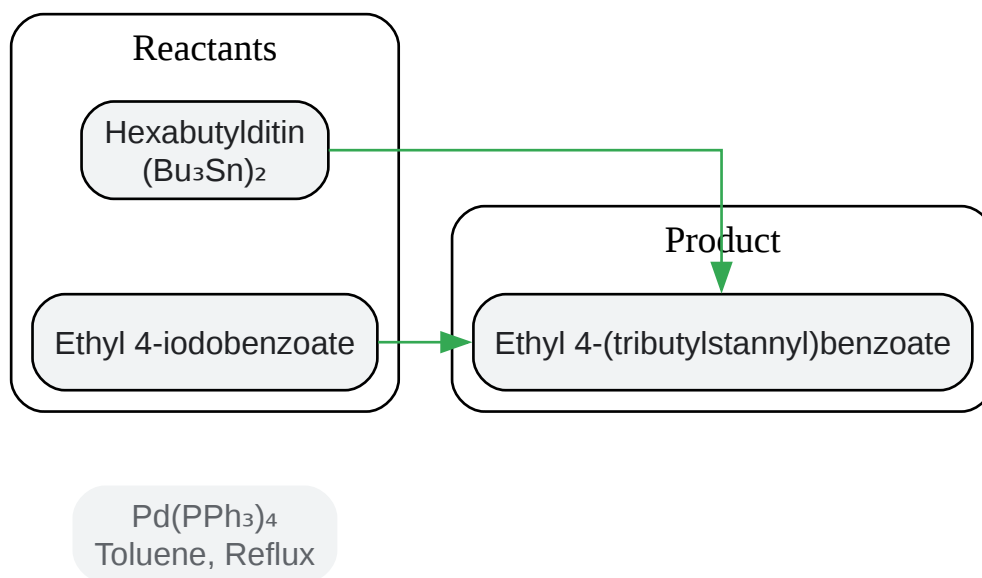 Reactants
Hexabutylditin
(Bu₃Sn)₂
Product
Ethyl 4-iodobenzoate
Ethyl 4-(tributylstannyl)benzoate
Pd(PPh₃)₄
Toluene, Reflux